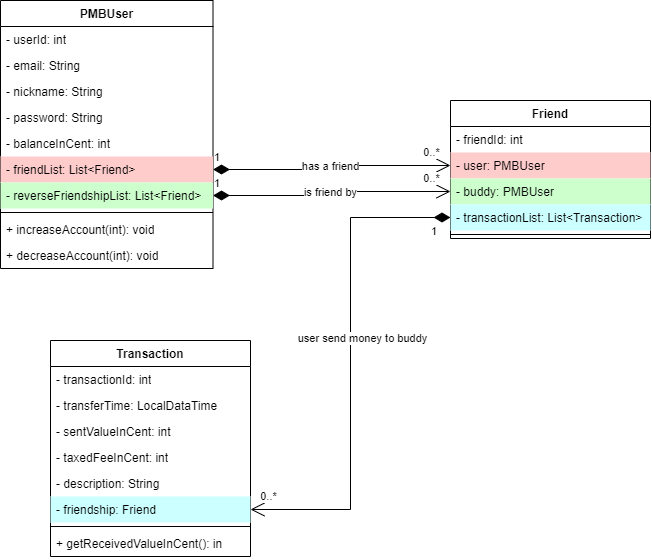 PMBUser
- userId: int
- email: String
- nickname: String
- password: String
- balanceInCent: int
- friendList: List<Friend>
- reverseFriendshipList: List<Friend>
+ increaseAccount(int): void
+ decreaseAccount(int): void
1
has a friend
0..*
1
is friend by
0..*
Friend
- friendId: int
- user: PMBUser
- buddy: PMBUser
- transactionList: List<Transaction>
1
user send money to buddy
0..*
Transaction
- transactionId: int
- transferTime: LocalDataTime
- sentValueInCent: int
- taxedFeeInCent: int
- description: String
- friendship: Friend
+ getReceivedValueInCent(): in